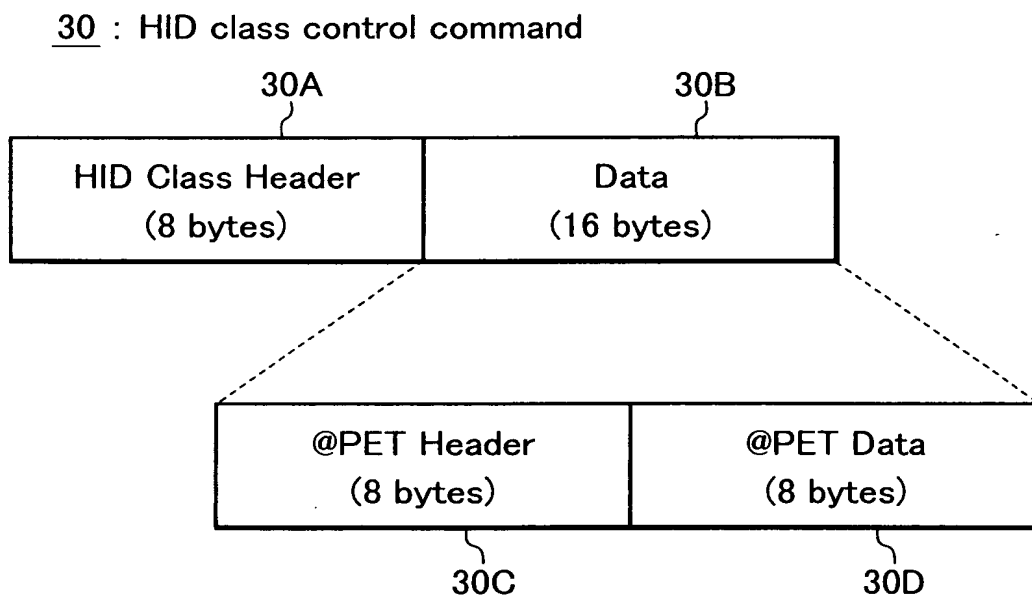 30 : HID class control command
30A
30B
HID Class Header
(8 bytes)
Data
(16 bytes)
@PET Header
(8 bytes)
@PET Data
(8 bytes)
30C
30D